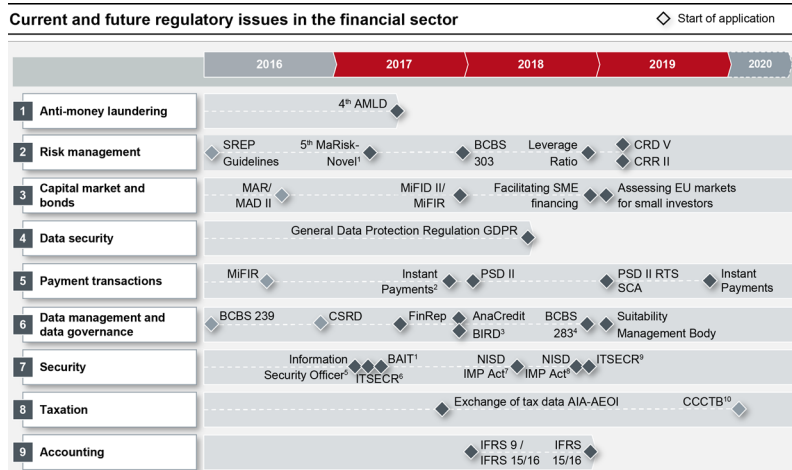 Current and future regulatory issues in the financial sector
Start of application
2016 2017 2018 2019 2020
1 Anti-money laundering
4th AMLD
2 Risk management
SREP
Guidelines
5th MaRisk-
Novel1
BCBS
303
Leverage
Ratio
CRD V
CRR II
3 Capital market and
bonds
MAR/
MAD II
MiFID II/
MiFIR
Facilitating SME
financing
Assessing EU markets
for small investors
4 Data security
General Data Protection Regulation GDPR
5 Payment transactions
MiFIR
Instant
Payments2
PSD II
PSD II RTS
SCA
Instant
Payments
6 Data management and
data governance
BCBS 239
CSRD
FinRep
AnaCredit
BIRD3
BCBS
2834
Suitability
Management Body
7 Security
Information
Security Officer5
BAIT1
ITSECR6
NISD
IMP Act7
NISD
IMP Act8
ITSECR9
8 Taxation
Exchange of tax data AIA-AEOI
CCCTB10
9 Accounting
IFRS 9 /
IFRS 15/16
IFRS
15/16